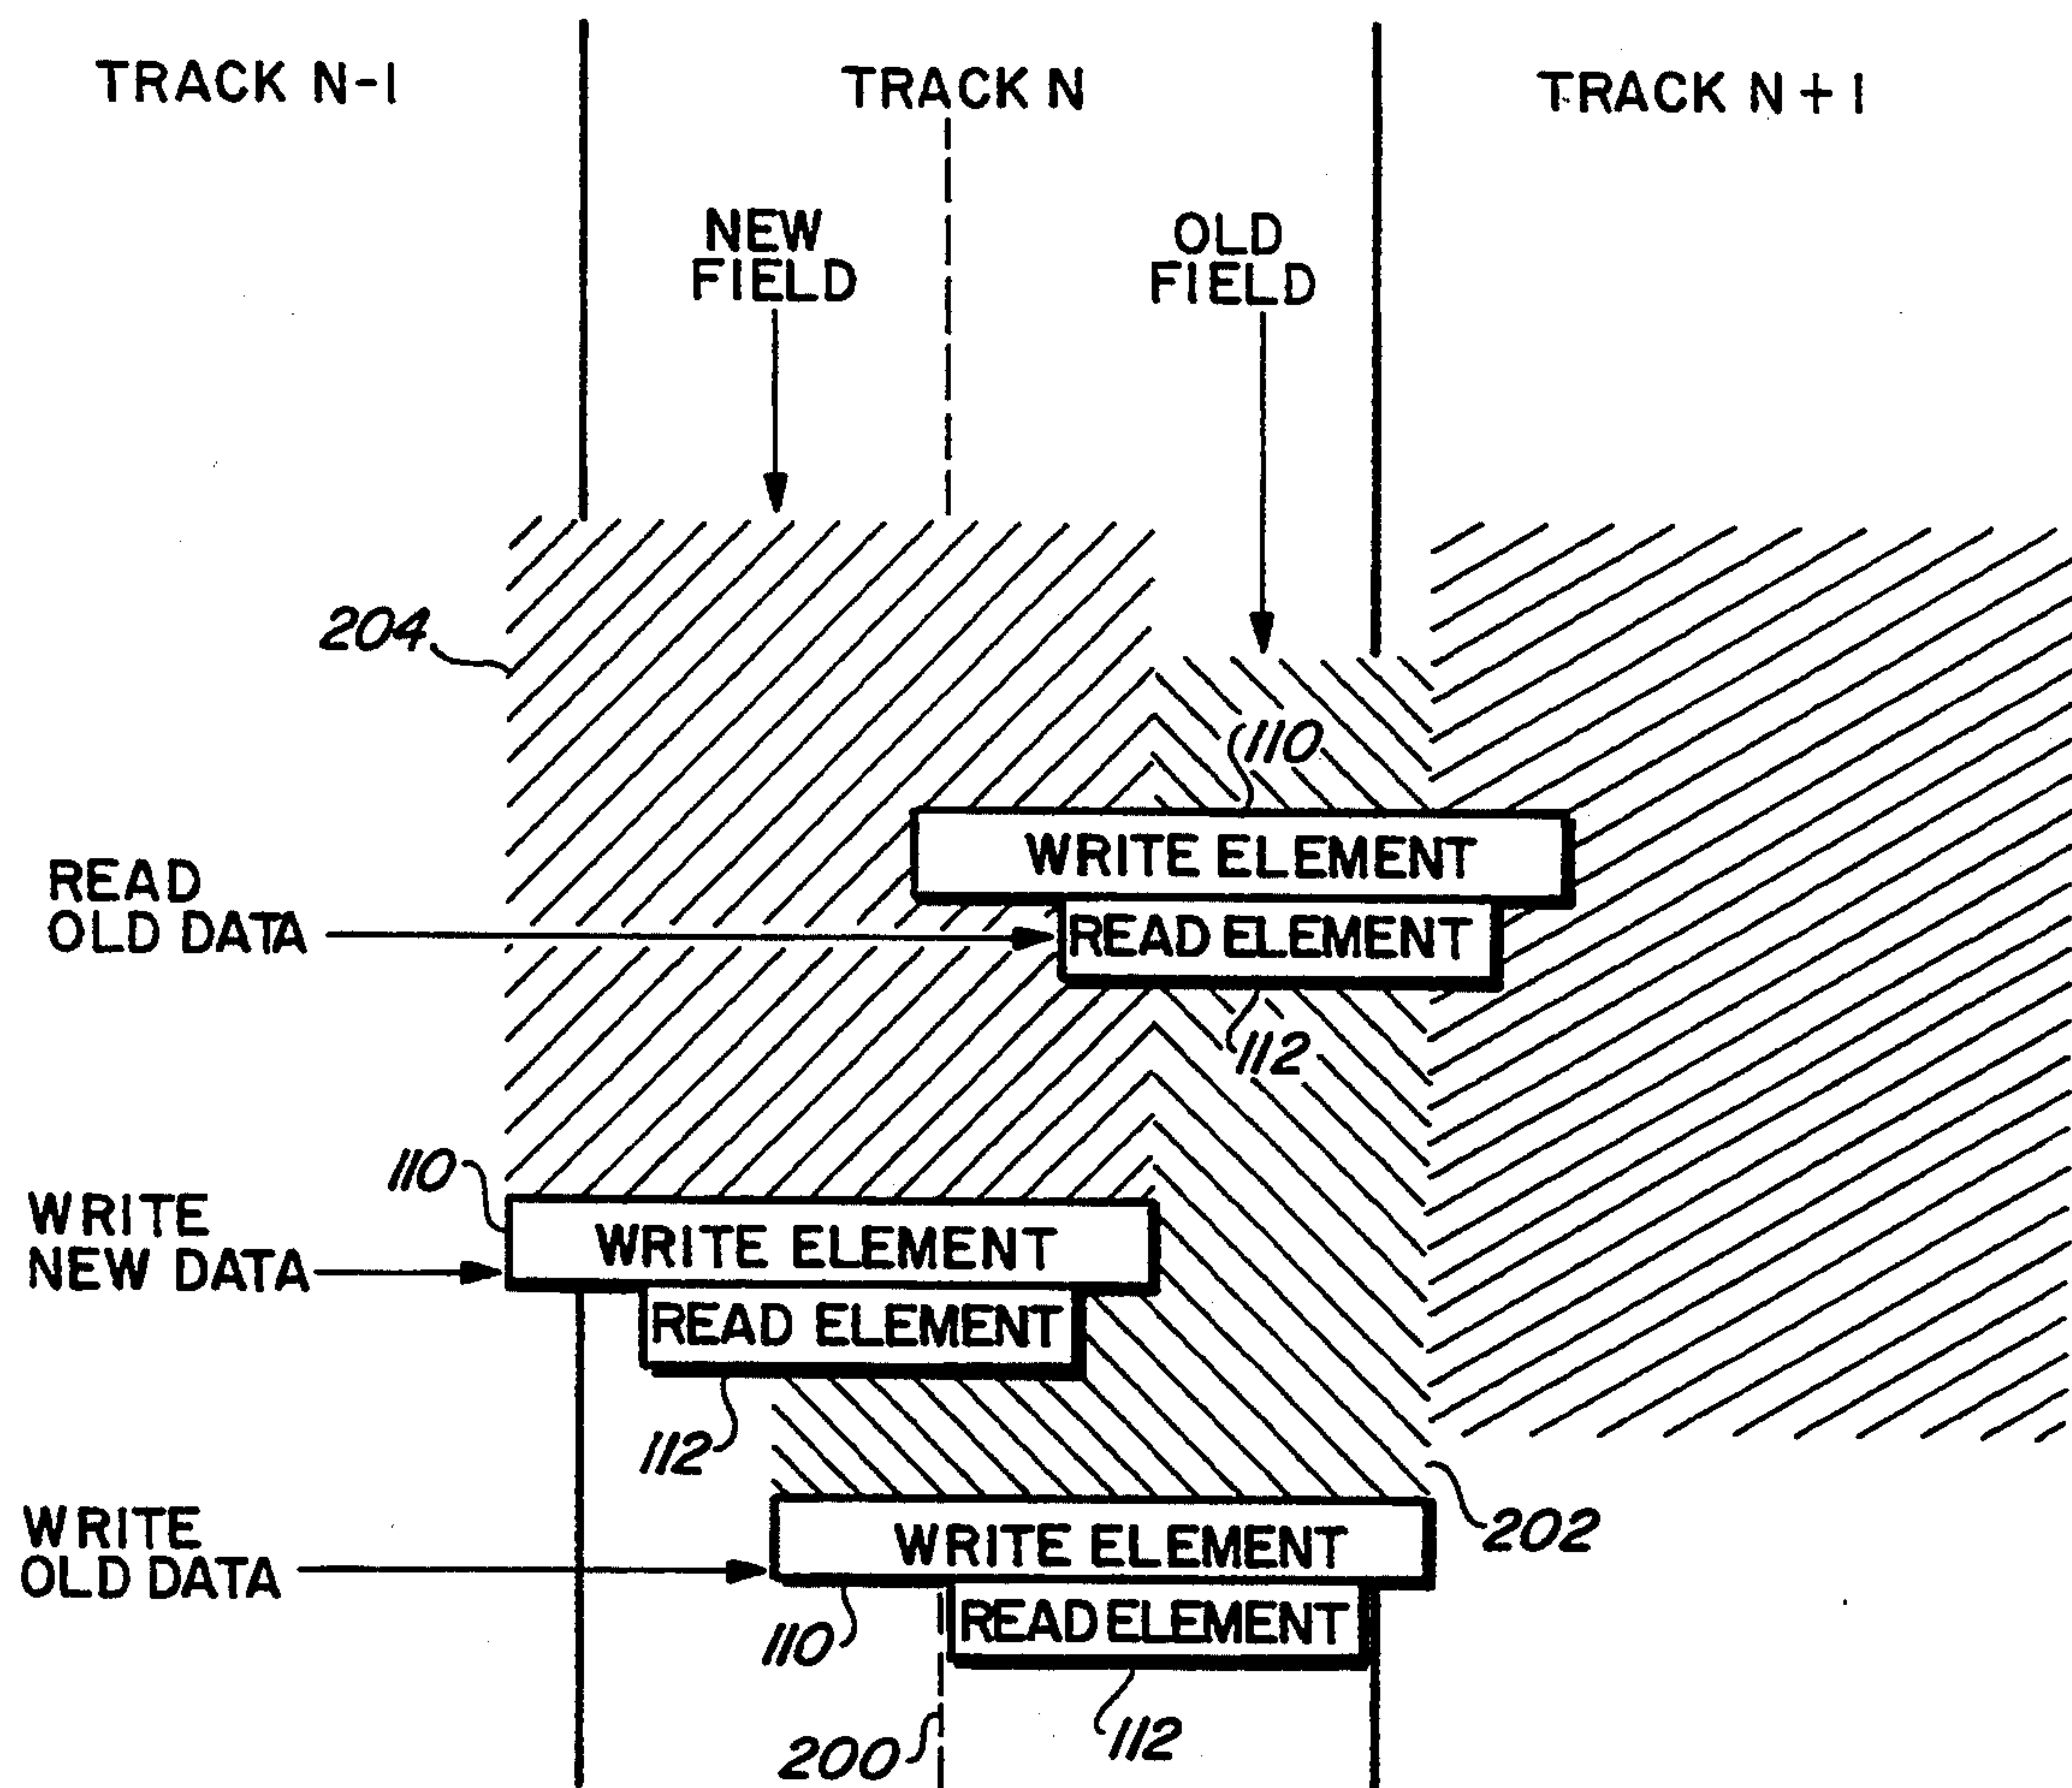 TRACK N-1
TRACK N
TRACK N+1
NEW
FIELD
OLD
FIELD
204
110
WRITE ELEMENT
READ
OLD DATA
READ ELEMENT
112
110
WRITE
NEW DATA
WRITE ELEMENT
READ ELEMENT
112
202
WRITE
OLD DATA
WRITE ELEMENT
READ ELEMENT
110
112
200